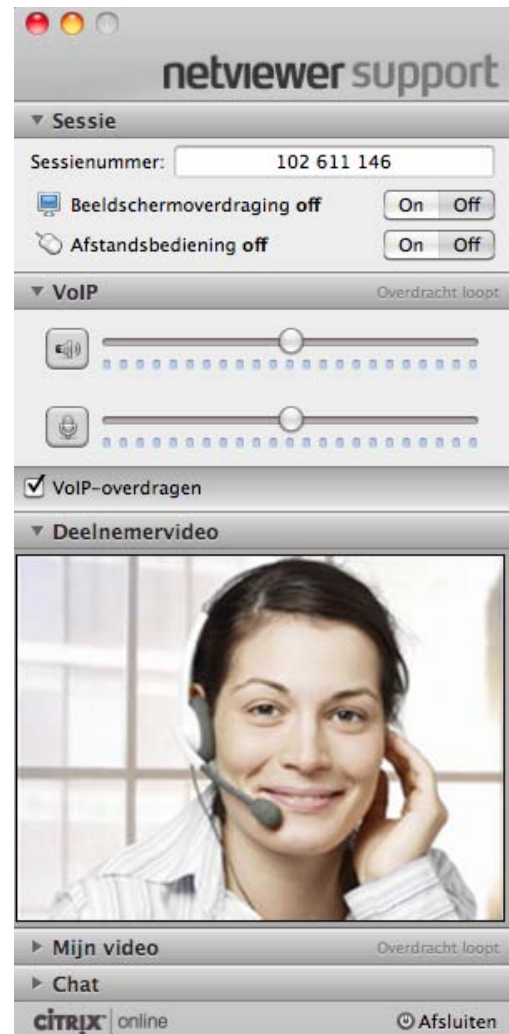 netviewer support
Sessie
Sessienummer: 102 611 146
Beeldschermoverdraging off On Off
Afstandsbediening off On Off
VoIP Overdracht loopt
VoIP-overdragen
Deelnemervideo
Mijn video Overdracht loopt
Chat
CITRIX online Afsluiten